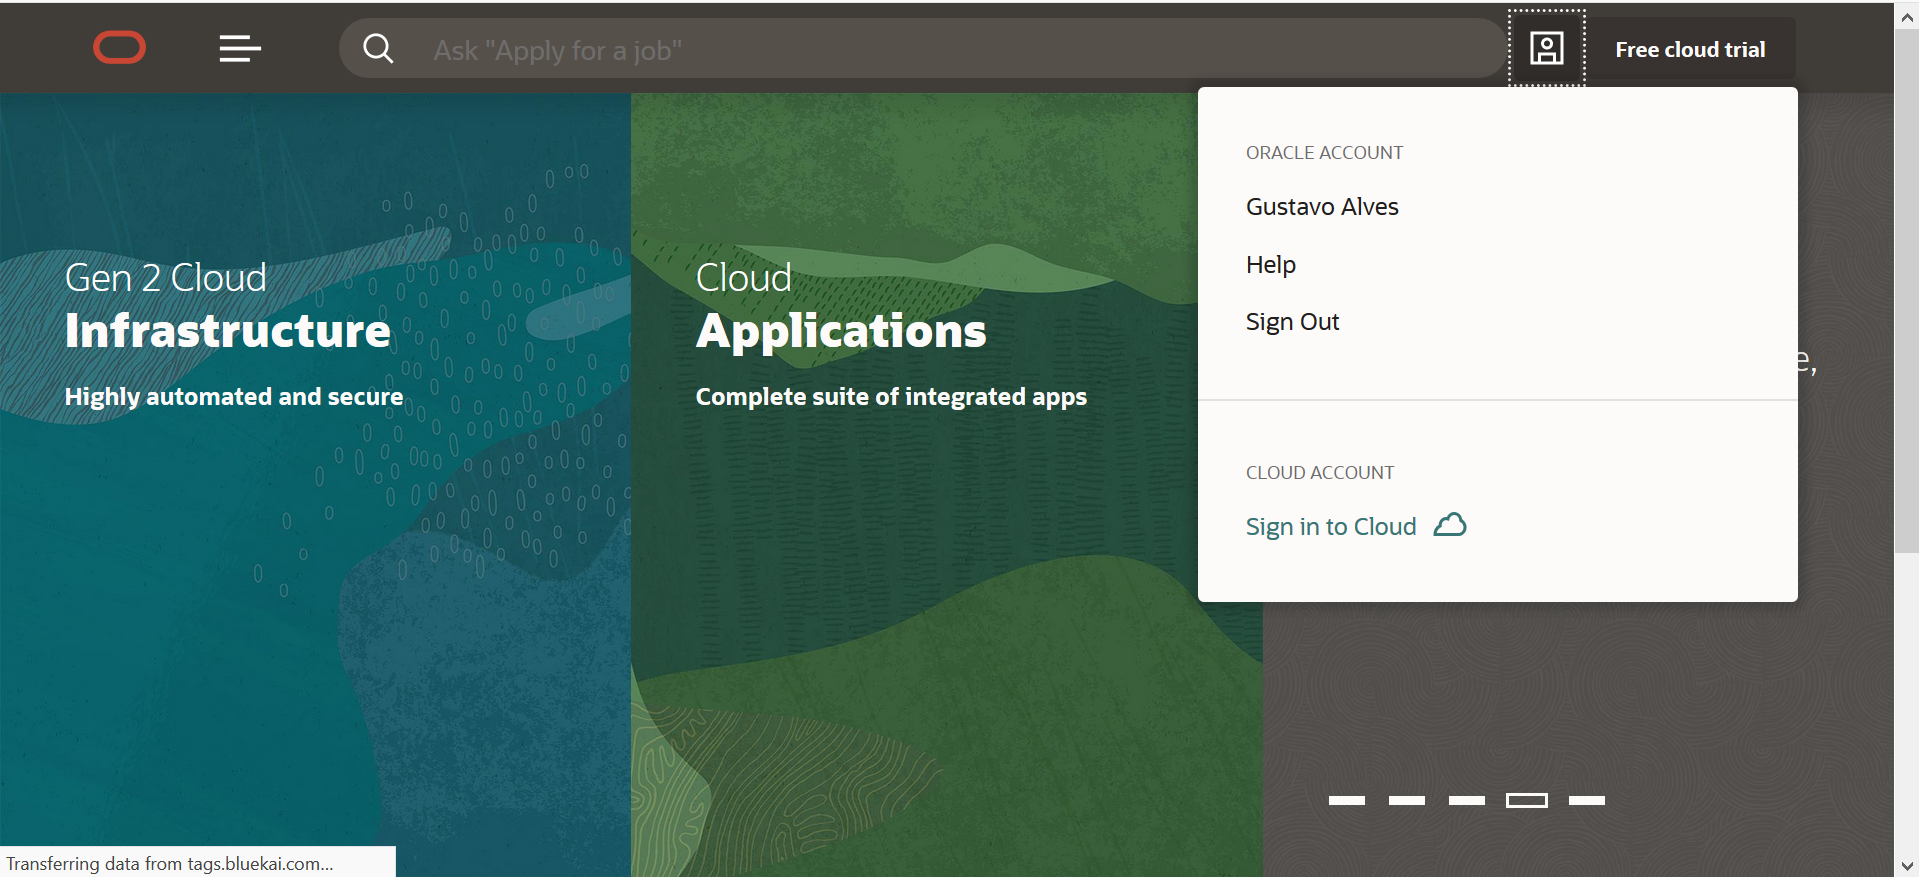 Ask "Apply for a job"
Free cloud trial
Gen 2 Cloud
Infrastructure
Highly automated and secure
Cloud
Applications
Complete suite of integrated apps
ORACLE ACCOUNT
Gustavo Alves
Help
Sign Out
CLOUD ACCOUNT
Sign in to Cloud
Transferring data from tags.bluekai.com...